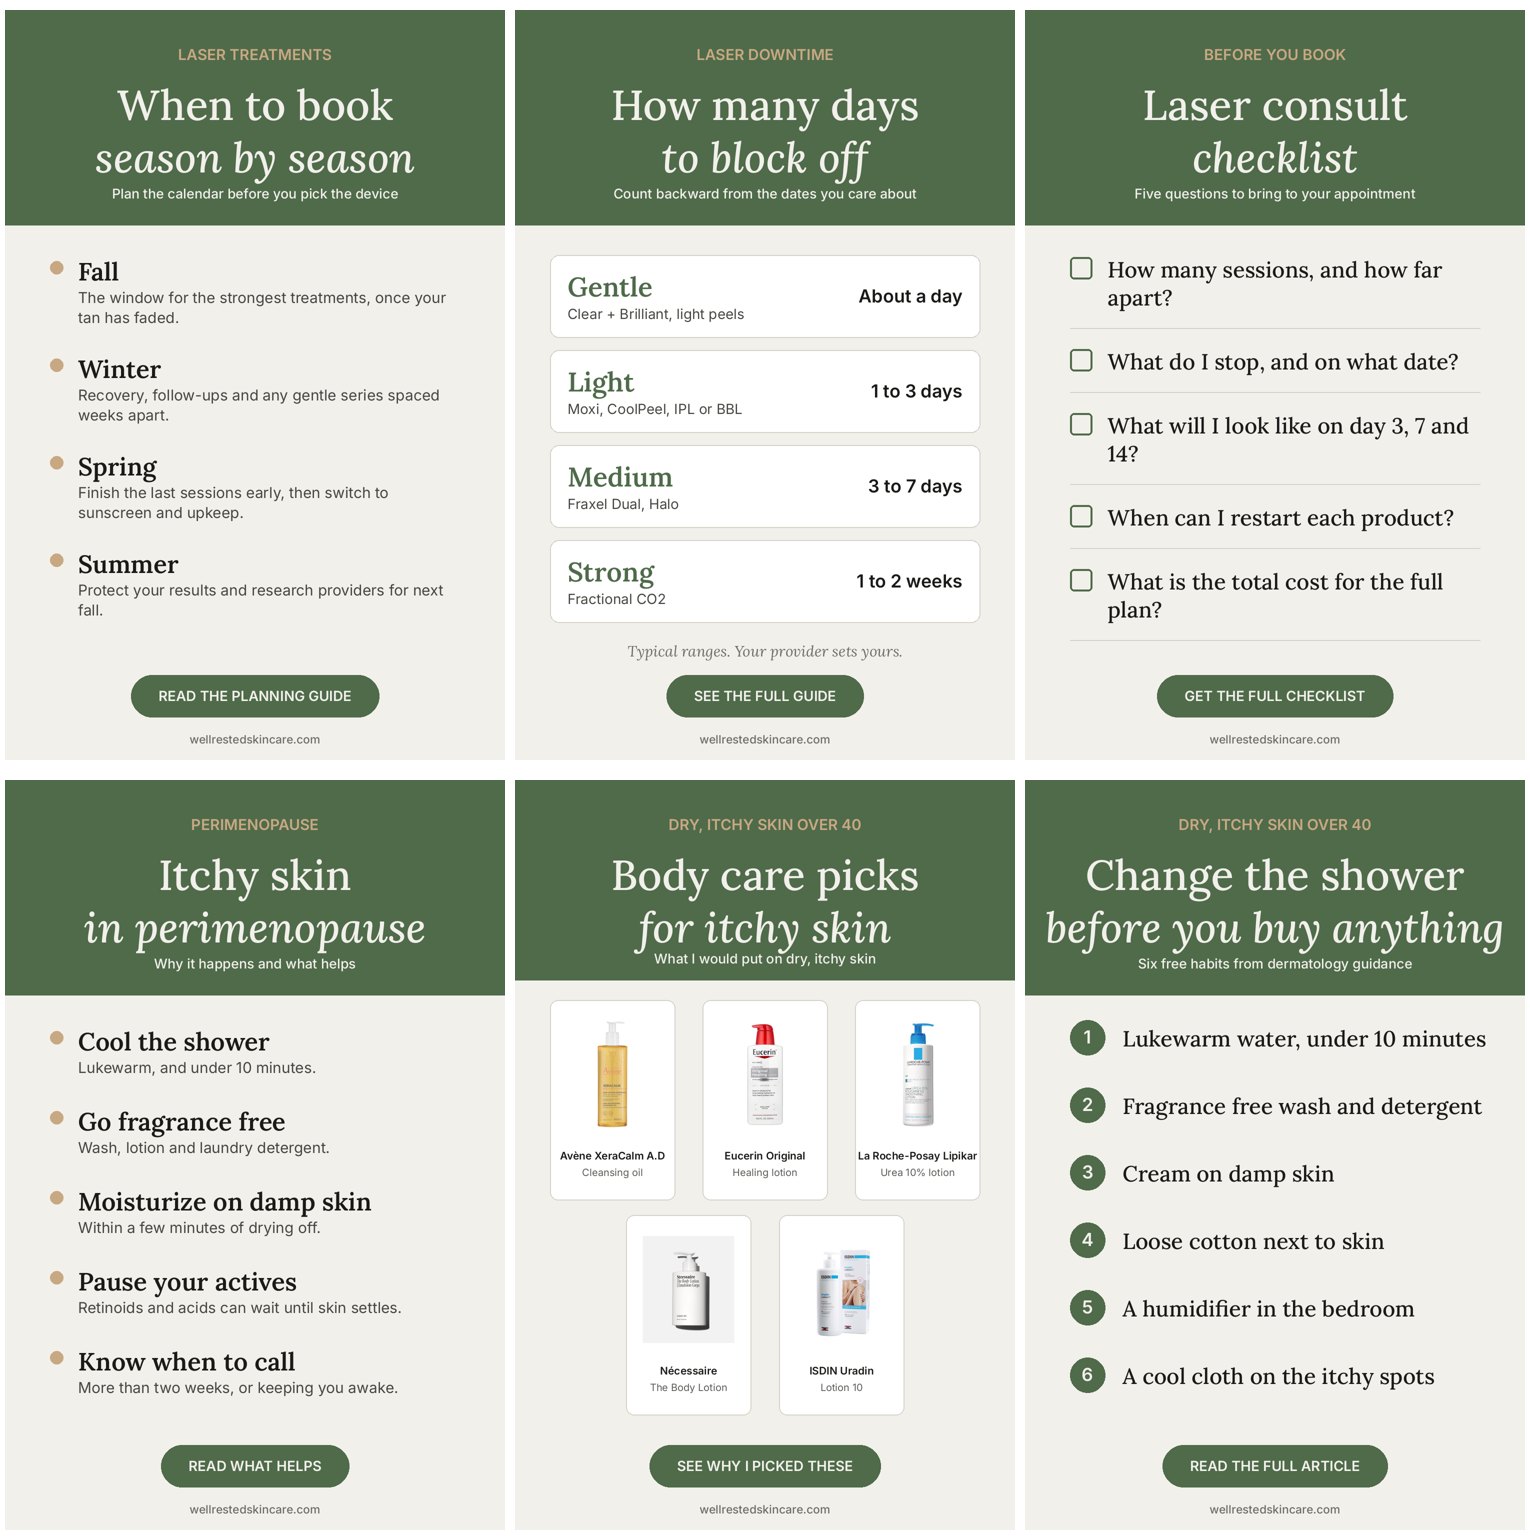 LASER TREATMENTS
When to book
season by season
Plan the calendar before you pick the device
Fall
The window for the strongest treatments, once your
tan has faded.
Winter
Recovery, follow-ups and any gentle series spaced
weeks apart.
Spring
Finish the last sessions early, then switch to
sunscreen and upkeep.
Summer
Protect your results and research providers for next
fall.
READ THE PLANNING GUIDE
wellrestedskincare.com
LASER DOWNTIME
How many days
to block off
Count backward from the dates you care about
Gentle
Clear + Brilliant, light peels
About a day
Light
Moxi, CoolPeel, IPL or BBL
1 to 3 days
Medium
Fraxel Dual, Halo
3 to 7 days
Strong
Fractional CO2
1 to 2 weeks
Typical ranges. Your provider sets yours.
SEE THE FULL GUIDE
wellrestedskincare.com
BEFORE YOU BOOK
Laser consult
checklist
Five questions to bring to your appointment
How many sessions, and how far
apart?
What do I stop, and on what date?
What will I look like on day 3, 7 and
14?
When can I restart each product?
What is the total cost for the full
plan?
GET THE FULL CHECKLIST
wellrestedskincare.com
PERIMENOPAUSE
Itchy skin
in perimenopause
Why it happens and what helps
Cool the shower
Lukewarm, and under 10 minutes.
Go fragrance free
Wash, lotion and laundry detergent.
Moisturize on damp skin
Within a few minutes of drying off.
Pause your actives
Retinoids and acids can wait until skin settles.
Know when to call
More than two weeks, or keeping you awake.
READ WHAT HELPS
wellrestedskincare.com
DRY, ITCHY SKIN OVER 40
Body care picks
for itchy skin
What I would put on dry, itchy skin
Avène XeraCalm A.D
Cleansing oil
Eucerin
Eucerin Original
Healing lotion
La Roche-Posay Lipikar
Urea 10% lotion
Nécessaire
The Body Lotion
ISDIN
ISDIN Uradin
Lotion 10
SEE WHY I PICKED THESE
wellrestedskincare.com
DRY, ITCHY SKIN OVER 40
Change the shower
before you buy anything
Six free habits from dermatology guidance
1 Lukewarm water, under 10 minutes
2 Fragrance free wash and detergent
3 Cream on damp skin
4 Loose cotton next to skin
5 A humidifier in the bedroom
6 A cool cloth on the itchy spots
READ THE FULL ARTICLE
wellrestedskincare.com